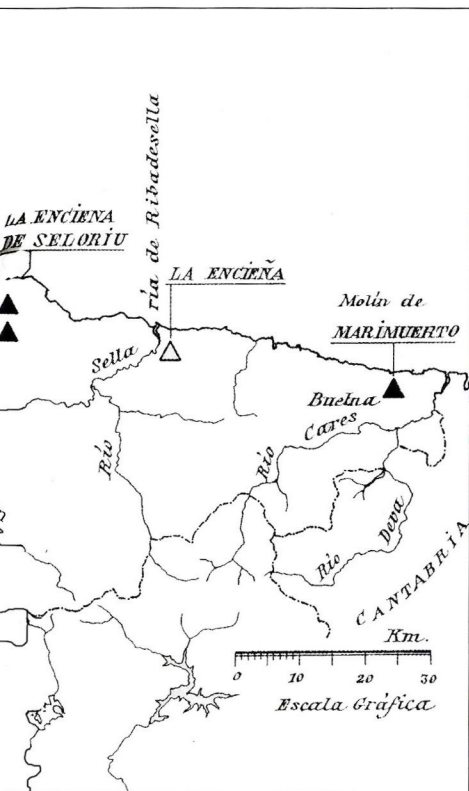 ría de Ribadesella
LA ENCIENA
DE SELORIU
LA ENCIEÑA
Molín de
MARIMUERTO
Sella
Río
Buelna
Cares
Río
Deva
Río
CANTABRIA
Km.
0 10 20 30
Escala Gráfica